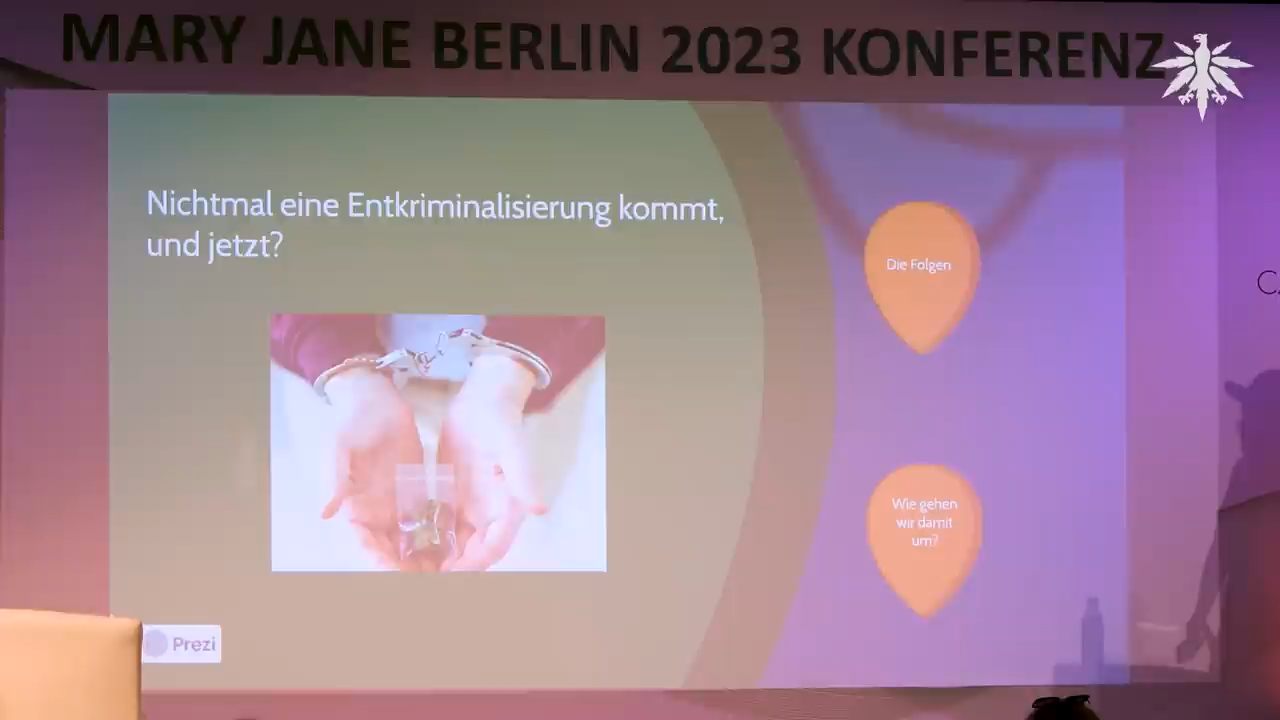 MARY JANE BERLIN 2023 KONFERENZ
Nichtmal eine Entkriminalisierung kommt,
und jetzt?
Die Folgen
Wie gehen
wir damit
um?
Prezi